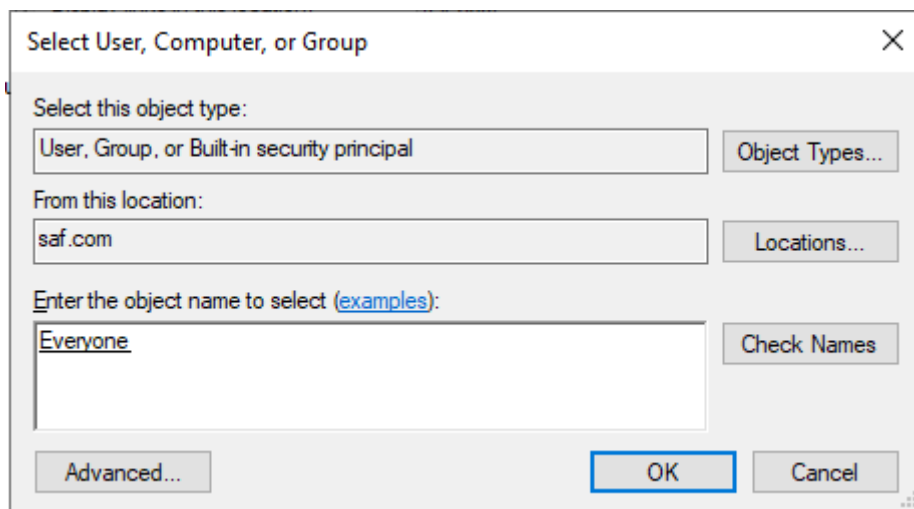 Select User, Computer, or Group
Select this object type:
User, Group, or Built-in security principal
Object Types...
From this location:
saf.com
Locations...
Enter the object name to select (examples):
Everyone
Check Names
Advanced...
OK
Cancel